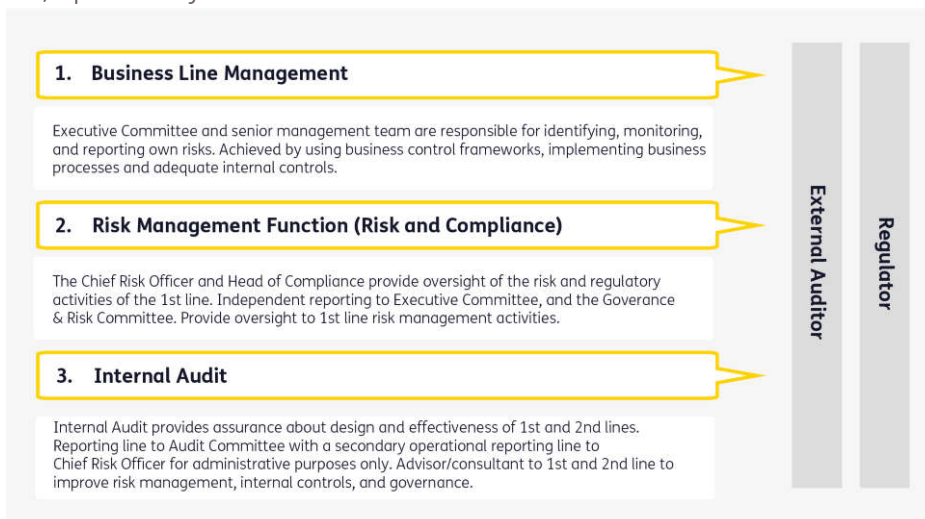 1. Business Line Management
Executive Committee and senior management team are responsible for identifying, monitoring,
and reporting own risks. Achieved by using business control frameworks, implementing business
processes and adequate internal controls.
2. Risk Management Function (Risk and Compliance)
The Chief Risk Officer and Head of Compliance provide oversight of the risk and regulatory
activities of the 1st line. Independent reporting to Executive Committee, and the Goverance
& Risk Committee. Provide oversight to 1st line risk management activities.
3. Internal Audit
Internal Audit provides assurance about design and effectiveness of 1st and 2nd lines.
Reporting line to Audit Committee with a secondary operational reporting line to
Chief Risk Officer for administrative purposes only. Advisor/consultant to 1st and 2nd line to
improve risk management, internal controls, and governance.
External Auditor
Regulator